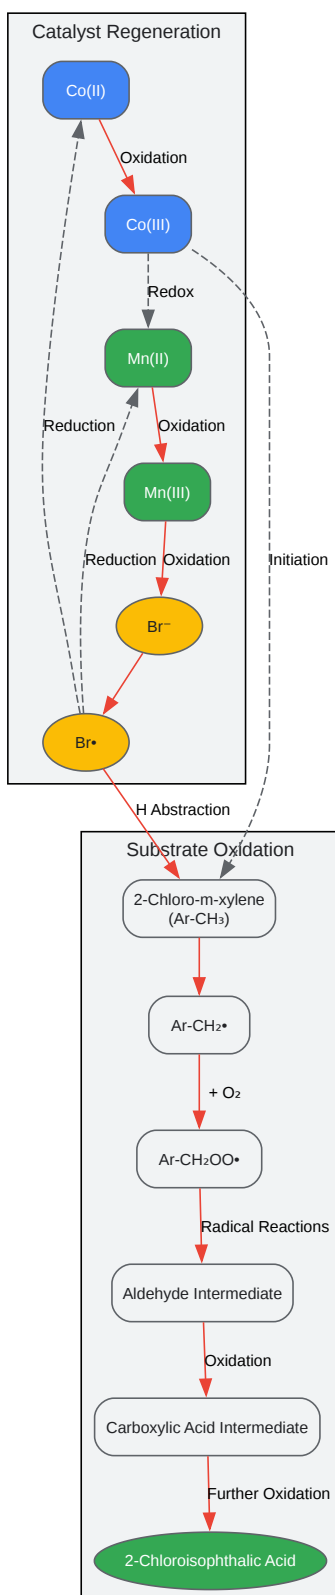 Catalyst Regeneration
Co(II)
Oxidation
Co(III)
Redox
Mn(II)
Reduction
Oxidation
Mn(III)
Initiation
Reduction
Oxidation
Br⁻
Br•
H Abstraction
Substrate Oxidation
2-Chloro-m-xylene
(Ar-CH₃)
Ar-CH₂•
+ O₂
Ar-CH₂OO•
Radical Reactions
Aldehyde Intermediate
Oxidation
Carboxylic Acid Intermediate
Further Oxidation
2-Chloroisophthalic Acid